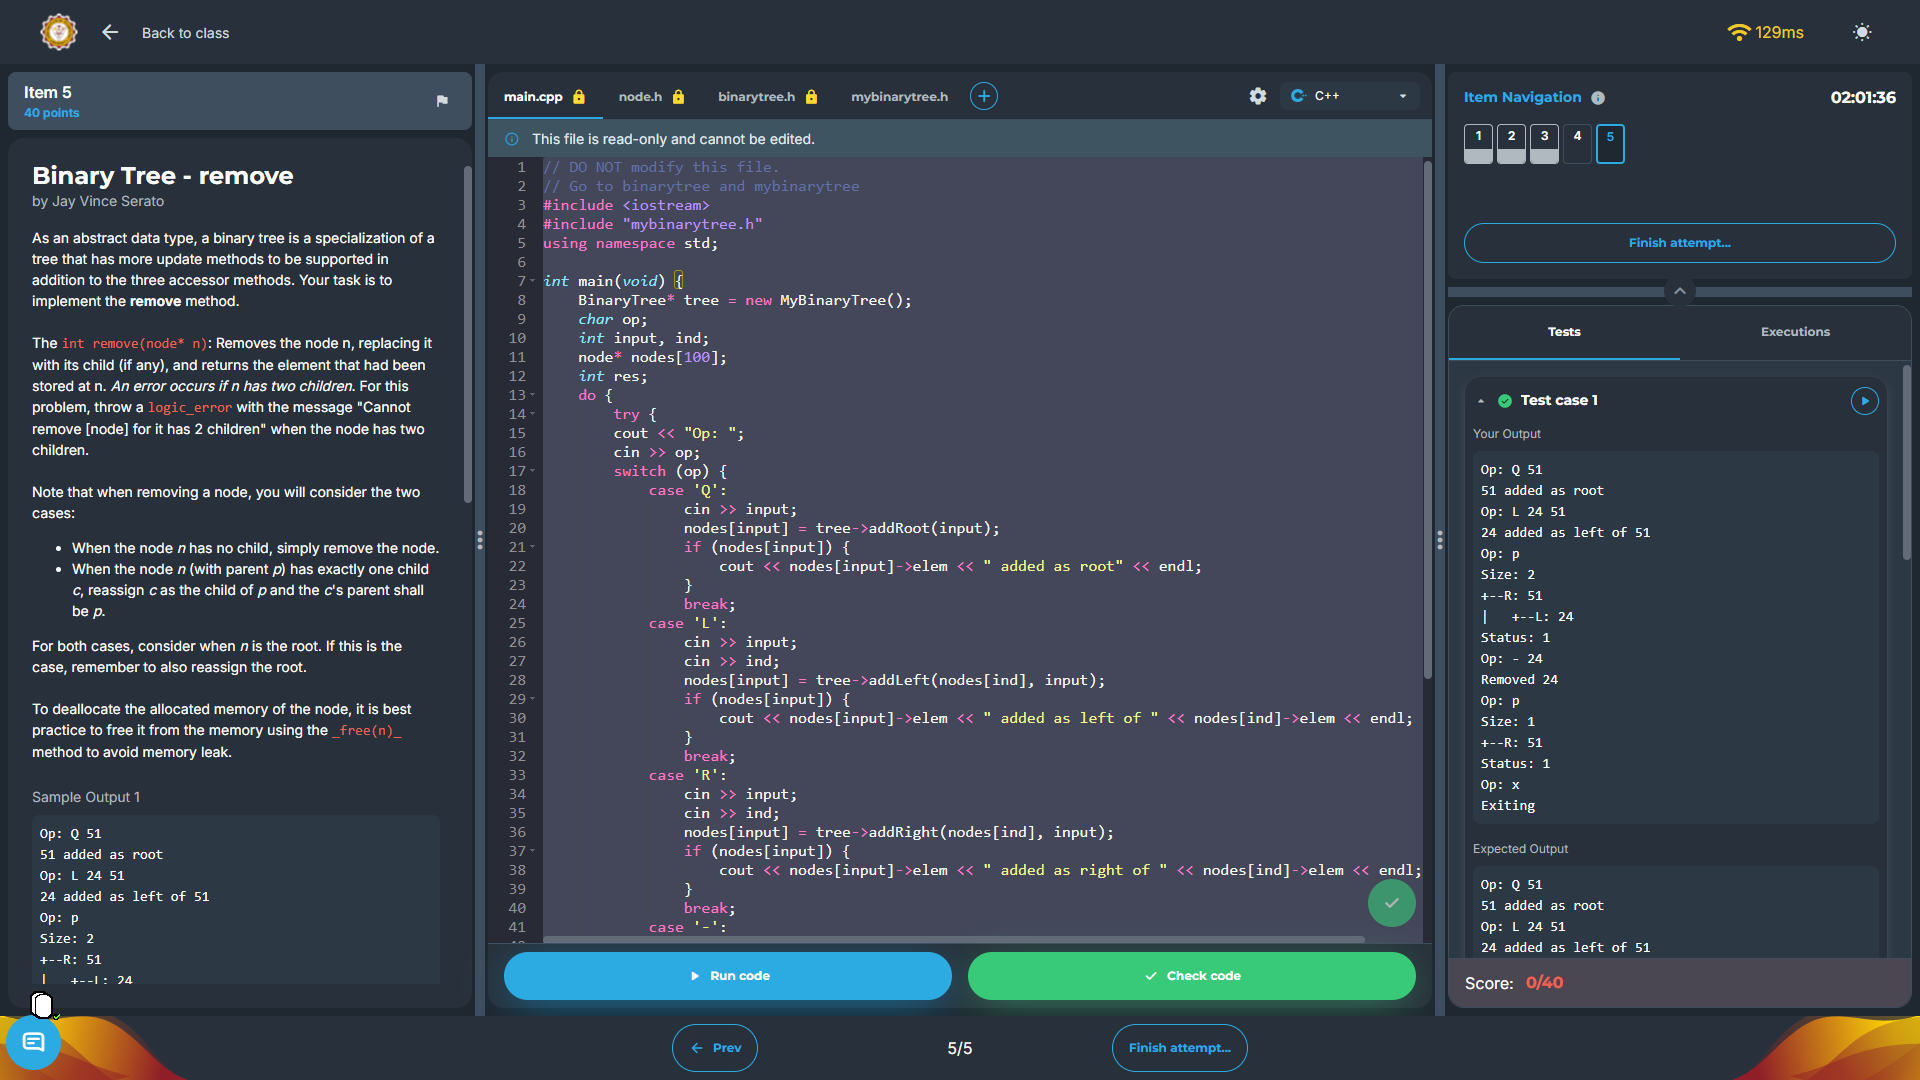 Back to class
129ms
Item 5
40 points
Binary Tree - remove
by Jay Vince Serato
As an abstract data type, a binary tree is a specialization of a
tree that has more update methods to be supported in
addition to the three accessor methods. Your task is to
implement the remove method.
The int remove(node* n): Removes the node n, replacing it
with its child (if any), and returns the element that had been
stored at n. An error occurs if n has two children. For this
problem, throw a logic_error with the message "Cannot
remove [node] for it has 2 children" when the node has two
children.
Note that when removing a node, you will consider the two
cases:
• When the node n has no child, simply remove the node.
• When the node n (with parent p) has exactly one child
c, reassign c as the child of p and the c's parent shall
be p.
For both cases, consider when n is the root. If this is the
case, remember to also reassign the root.
To deallocate the allocated memory of the node, it is best
practice to free it from the memory using the _free(n)_
method to avoid memory leak.
Sample Output 1
Op: Q 51
51 added as root
Op: L 24 51
24 added as left of 51
Op: p
Size: 2
+--R: 51
|   +--L: 24
main.cpp
node.h
binarytree.h
mybinarytree.h
C++
This file is read-only and cannot be edited.
1 // DO NOT modify this file.
2 // Go to binarytree and mybinarytree
3 #include <iostream>
4 #include "mybinarytree.h"
5 using namespace std;
6
7 int main(void) {
8     BinaryTree* tree = new MyBinaryTree();
9     char op;
10     int input, ind;
11     node* nodes[100];
12     int res;
13     do {
14         try {
15         cout << "Op: ";
16         cin >> op;
17         switch (op) {
18             case 'Q':
19                 cin >> input;
20                 nodes[input] = tree->addRoot(input);
21                 if (nodes[input]) {
22                     cout << nodes[input]->elem << " added as root" << endl;
23                 }
24                 break;
25             case 'L':
26                 cin >> input;
27                 cin >> ind;
28                 nodes[input] = tree->addLeft(nodes[ind], input);
29                 if (nodes[input]) {
30                     cout << nodes[input]->elem << " added as left of " << nodes[ind]->elem << endl;
31                 }
32                 break;
33             case 'R':
34                 cin >> input;
35                 cin >> ind;
36                 nodes[input] = tree->addRight(nodes[ind], input);
37                 if (nodes[input]) {
38                     cout << nodes[input]->elem << " added as right of " << nodes[ind]->elem << endl;
39                 }
40                 break;
41             case '-':
Run code
Check code
Item Navigation
02:01:36
1 2 3 4 5
Finish attempt...
Tests
Executions
Test case 1
Your Output
Op: Q 51
51 added as root
Op: L 24 51
24 added as left of 51
Op: p
Size: 2
+--R: 51
|   +--L: 24
Status: 1
Op: - 24
Removed 24
Op: p
Size: 1
+--R: 51
Status: 1
Op: x
Exiting
Expected Output
Op: Q 51
51 added as root
Op: L 24 51
24 added as left of 51
Score: 0/40
Prev
5/5
Finish attempt...